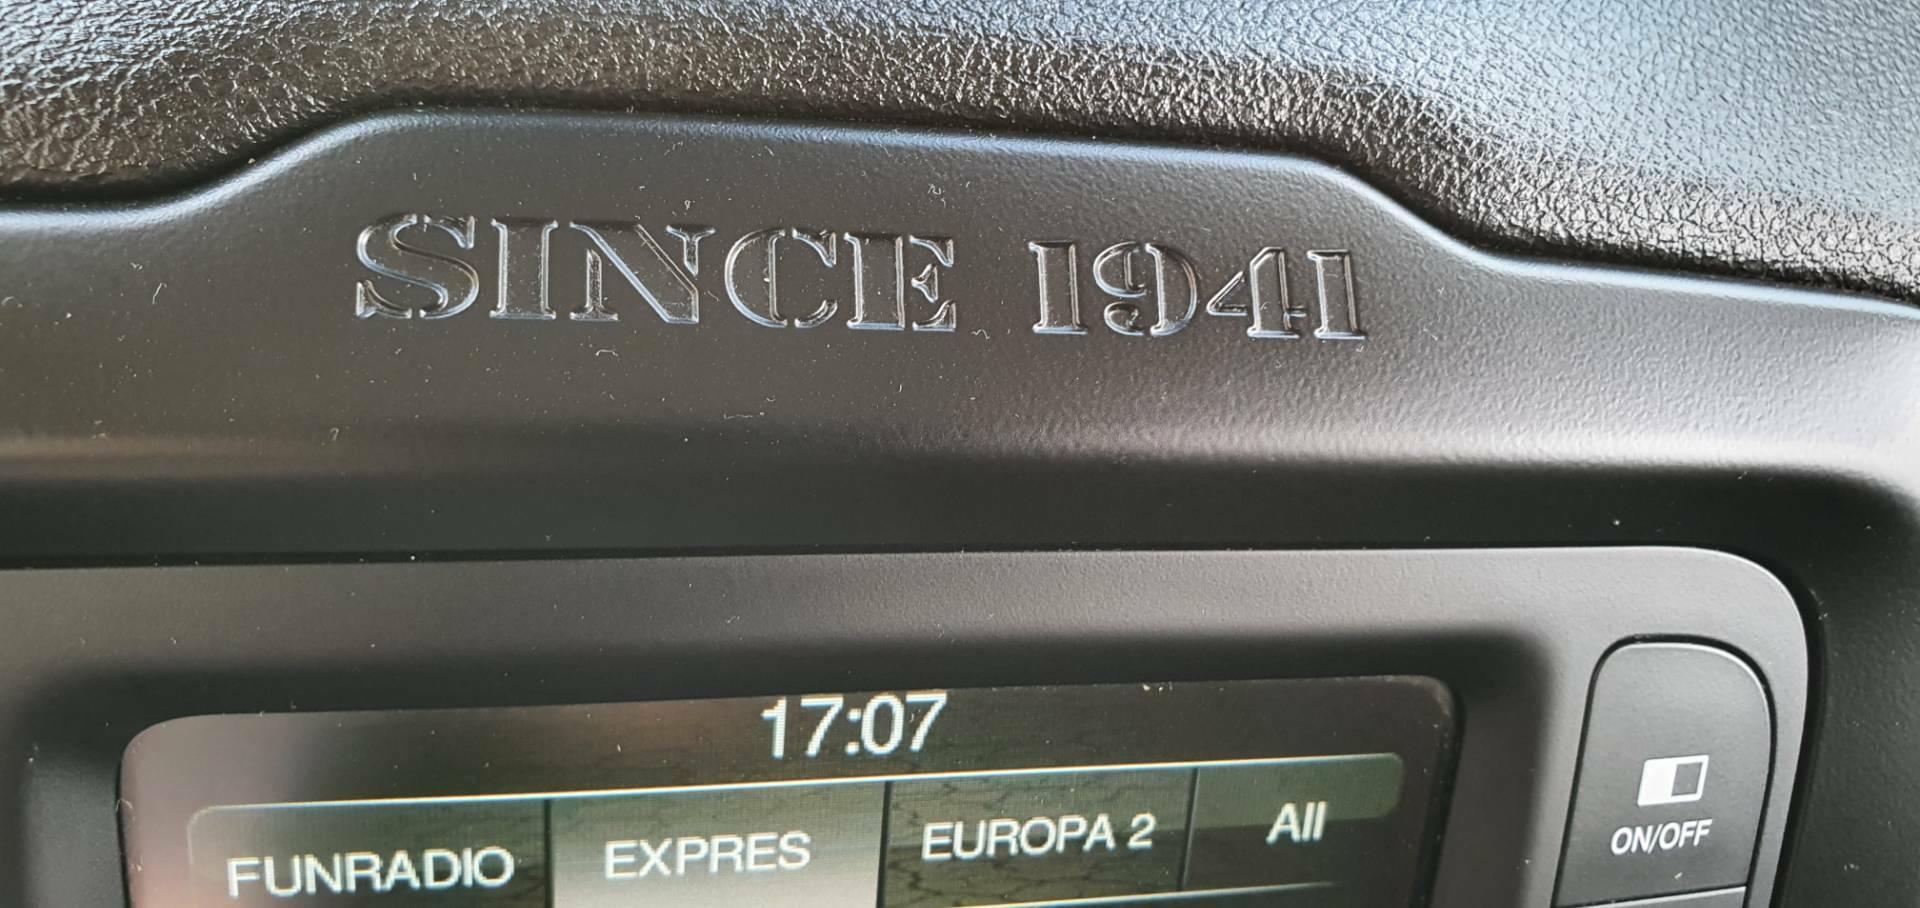 SINCE 1941
17:07
FUNRADIO EXPRES EUROPA 2 All
ON/OFF